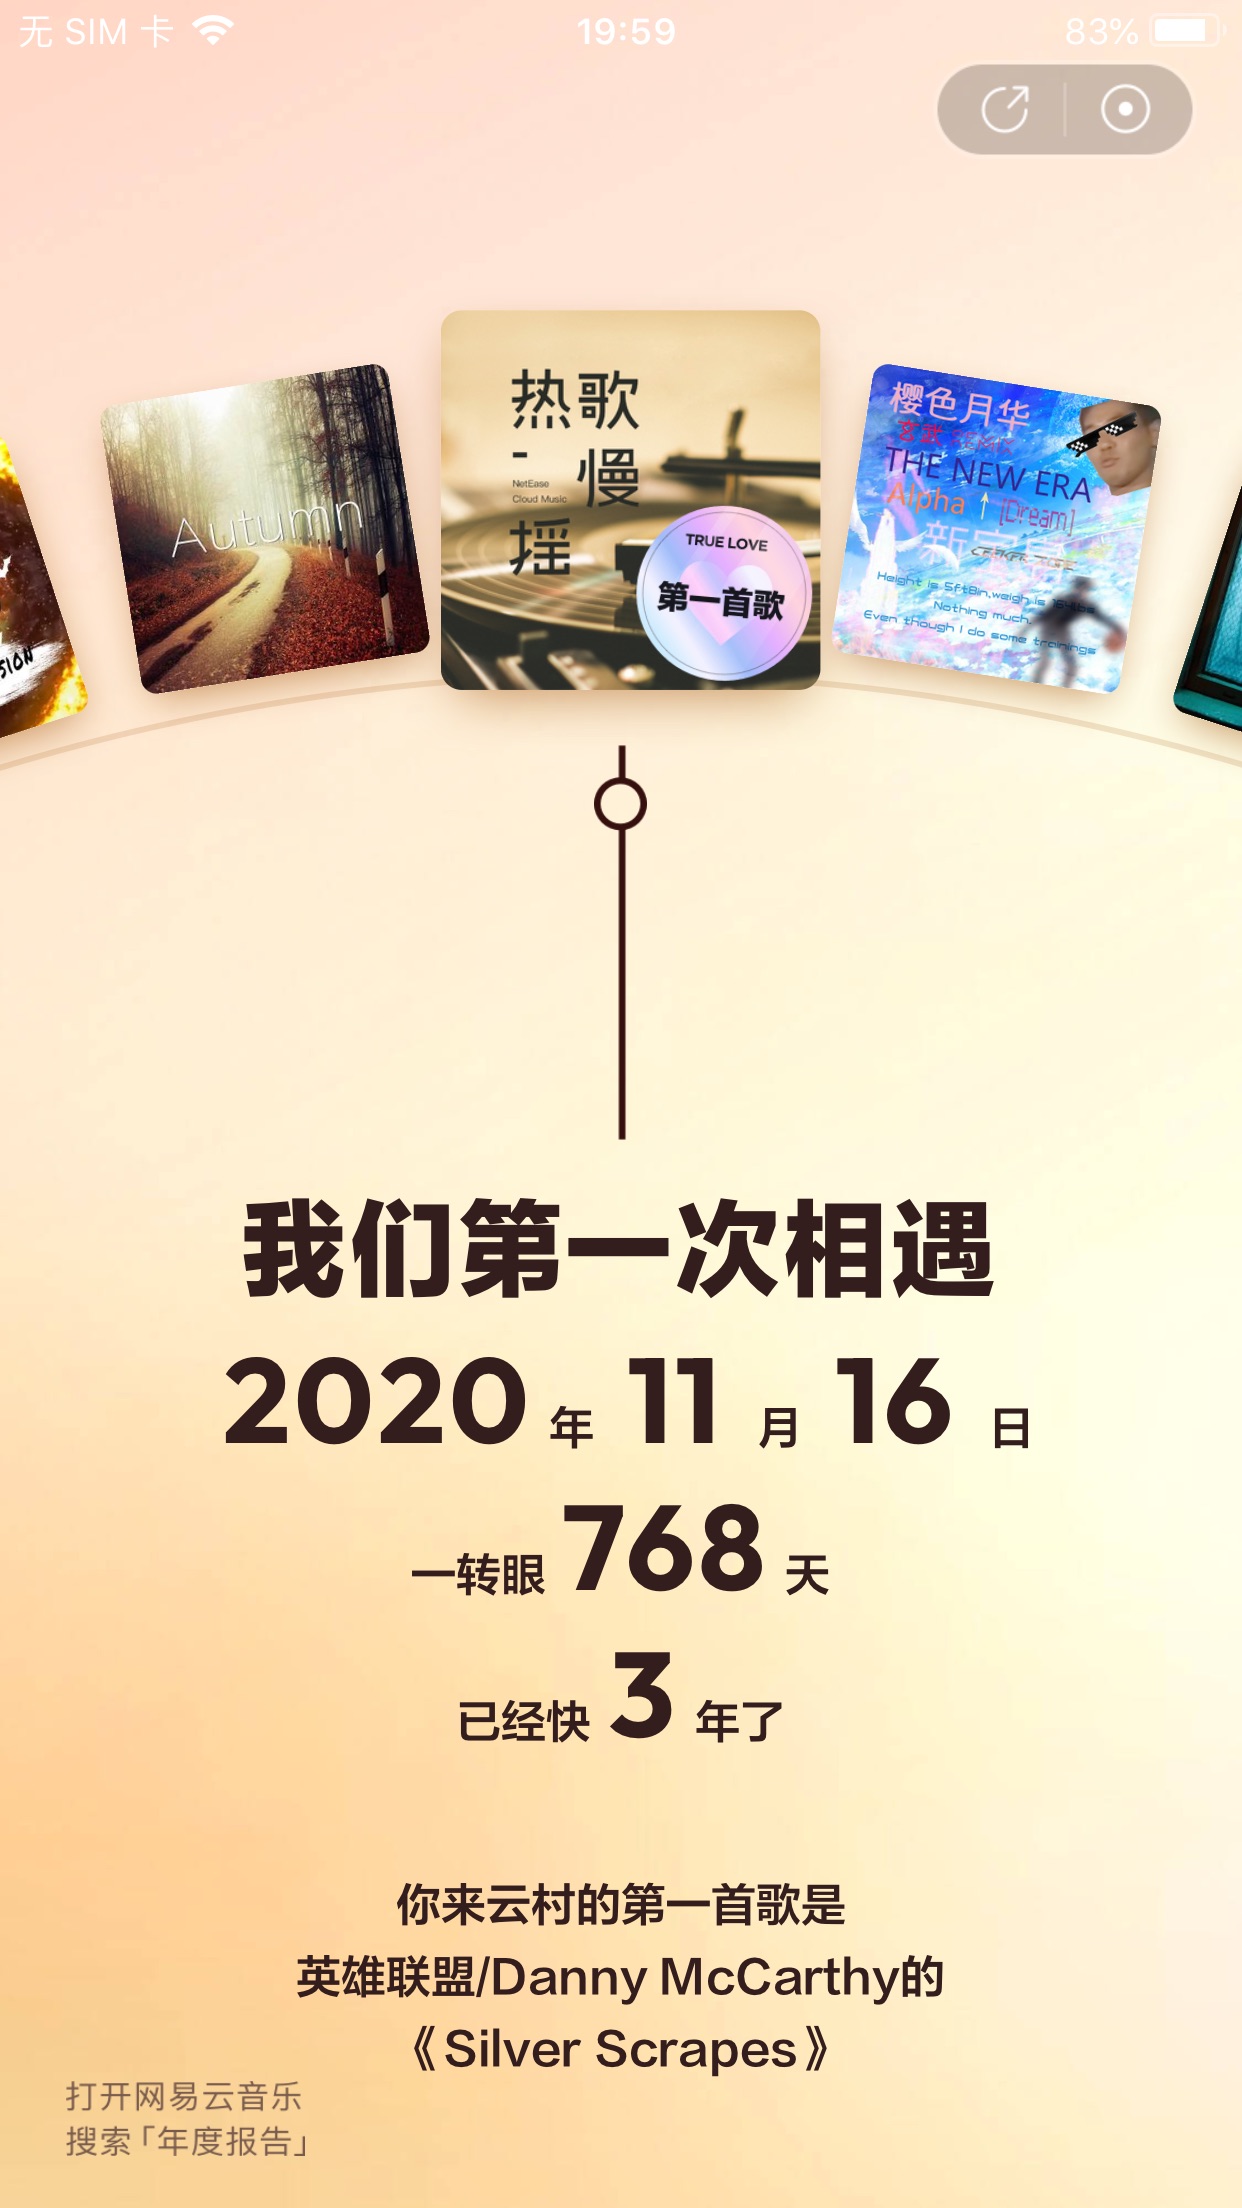 无 SIM 卡
19:59
83%
SION
Autumn
热歌
- 慢
NetEase
Cloud Music
摇
TRUE LOVE
第一首歌
樱色月华
玄武
THE NEW ERA
Alpha ↑ [Dream]
Height is 5ft8in,weigh is
Nothing much.
Even though I do some trainings
我们第一次相遇
2020 年 11 月 16 日
一转眼 768 天
已经快 3 年了
你来云村的第一首歌是
英雄联盟/Danny McCarthy的
《Silver Scrapes》
打开网易云音乐
搜索「年度报告」